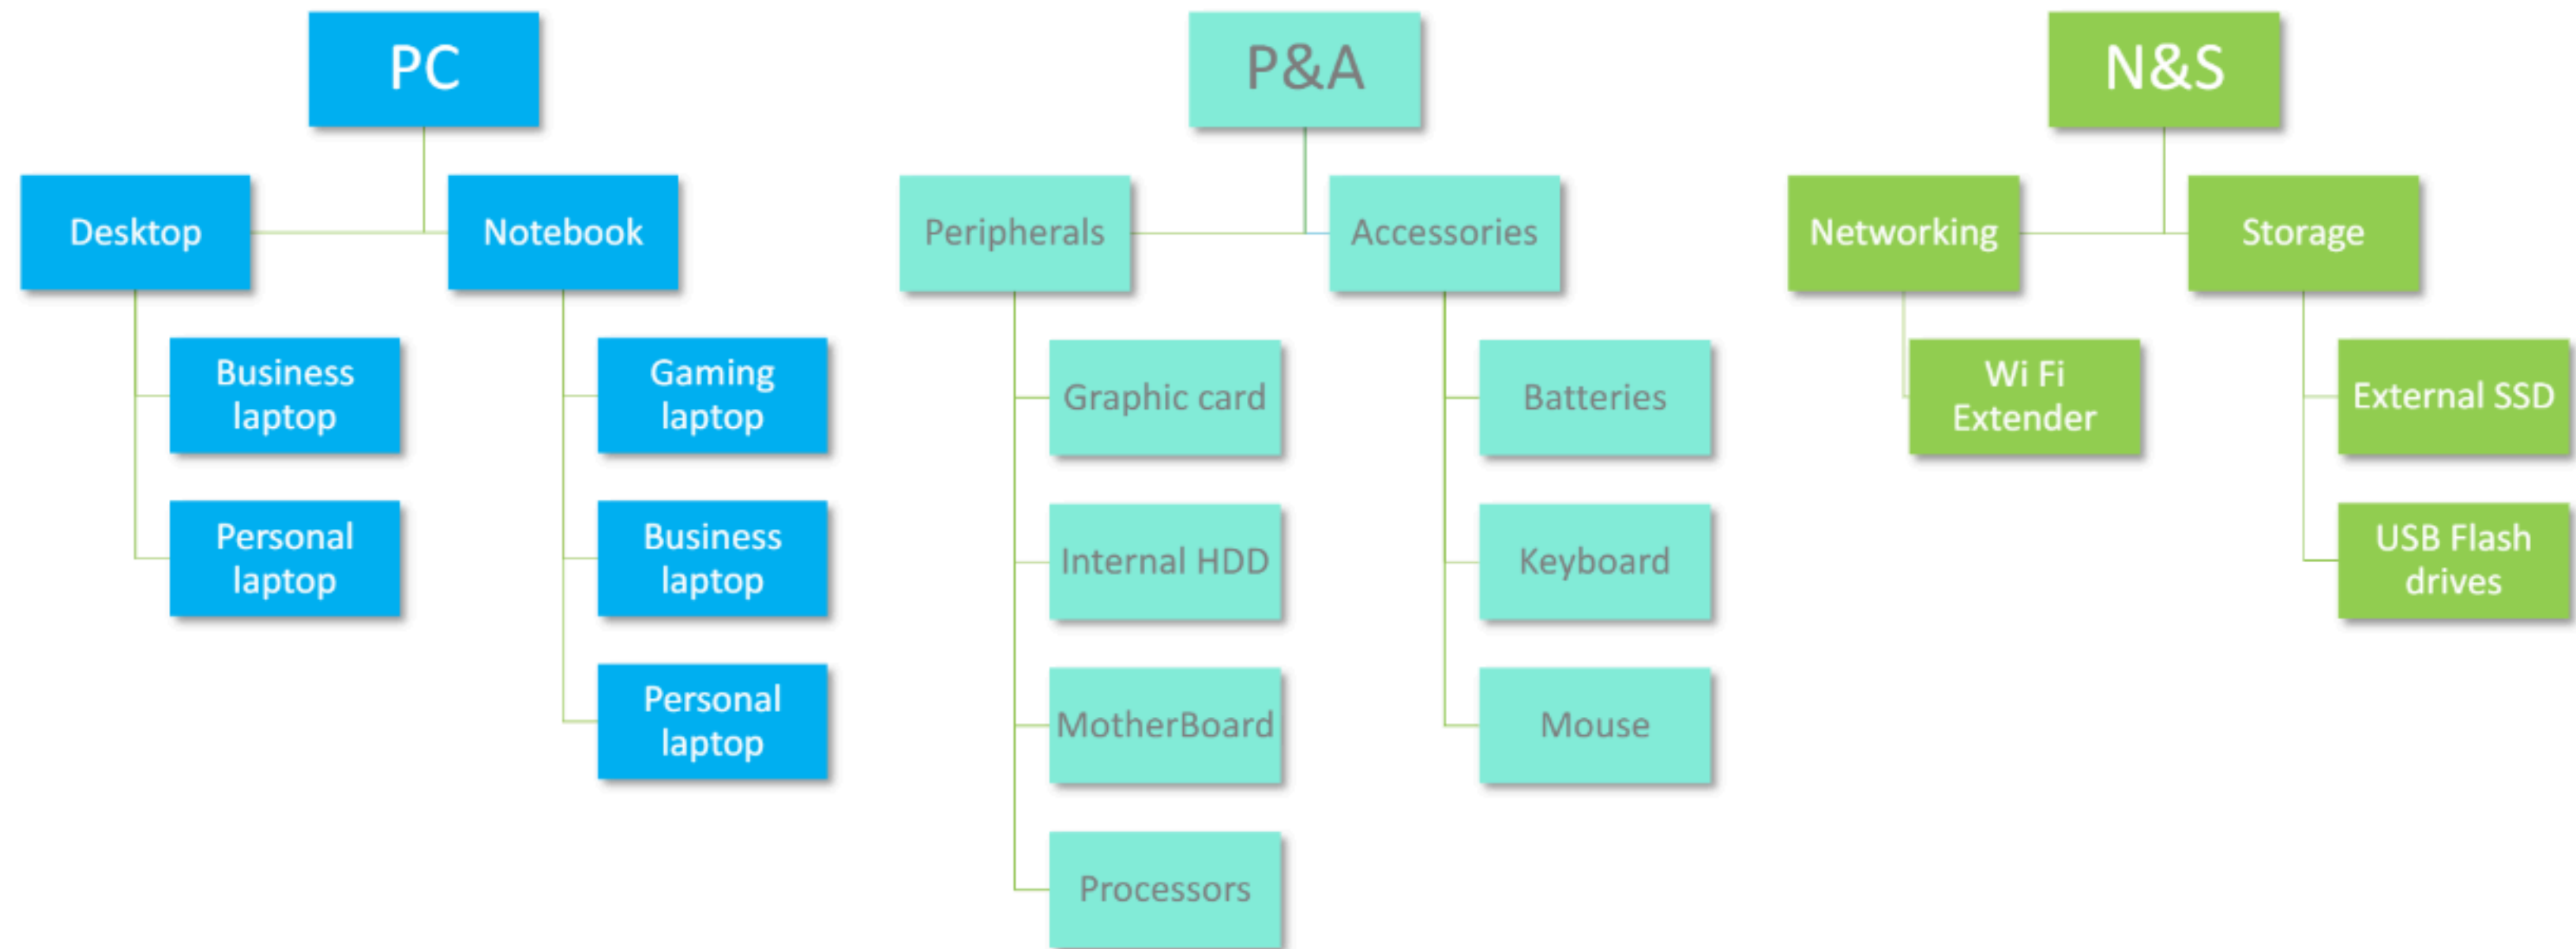 PC
P&A
N&S
Desktop
Notebook
Peripherals
Accessories
Networking
Storage
Business
laptop
Personal
laptop
Gaming
laptop
Business
laptop
Personal
laptop
Graphic card
Internal HDD
MotherBoard
Processors
Batteries
Keyboard
Mouse
Wi Fi
Extender
External SSD
USB Flash
drives